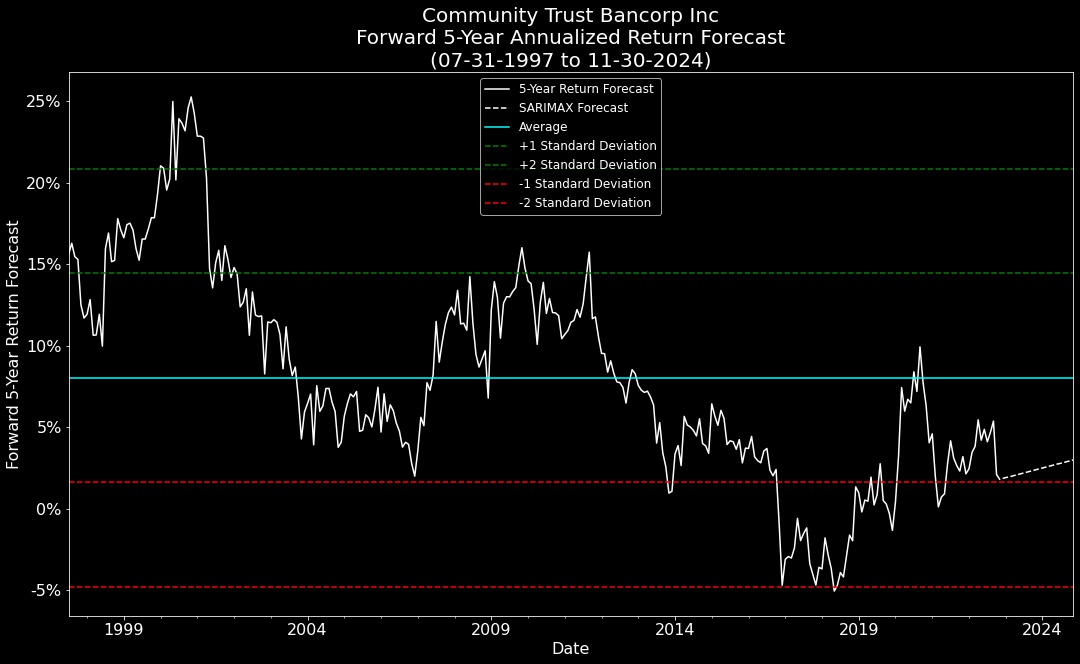 Community Trust Bancorp Inc
Forward 5-Year Annualized Return Forecast
(07-31-1997 to 11-30-2024)
5-Year Return Forecast
SARIMAX Forecast
Average
+1 Standard Deviation
+2 Standard Deviation
-1 Standard Deviation
-2 Standard Deviation
Forward 5-Year Return Forecast
25%
20%
15%
10%
5%
0%
-5%
1999 2004 2009 2014 2019 2024
Date